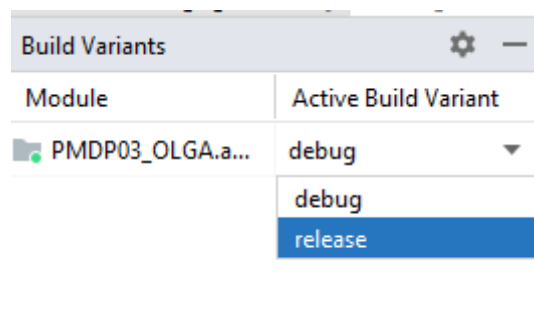 Build Variants
Module Active Build Variant
PMDP03_OLGA.a... debug
debug
release